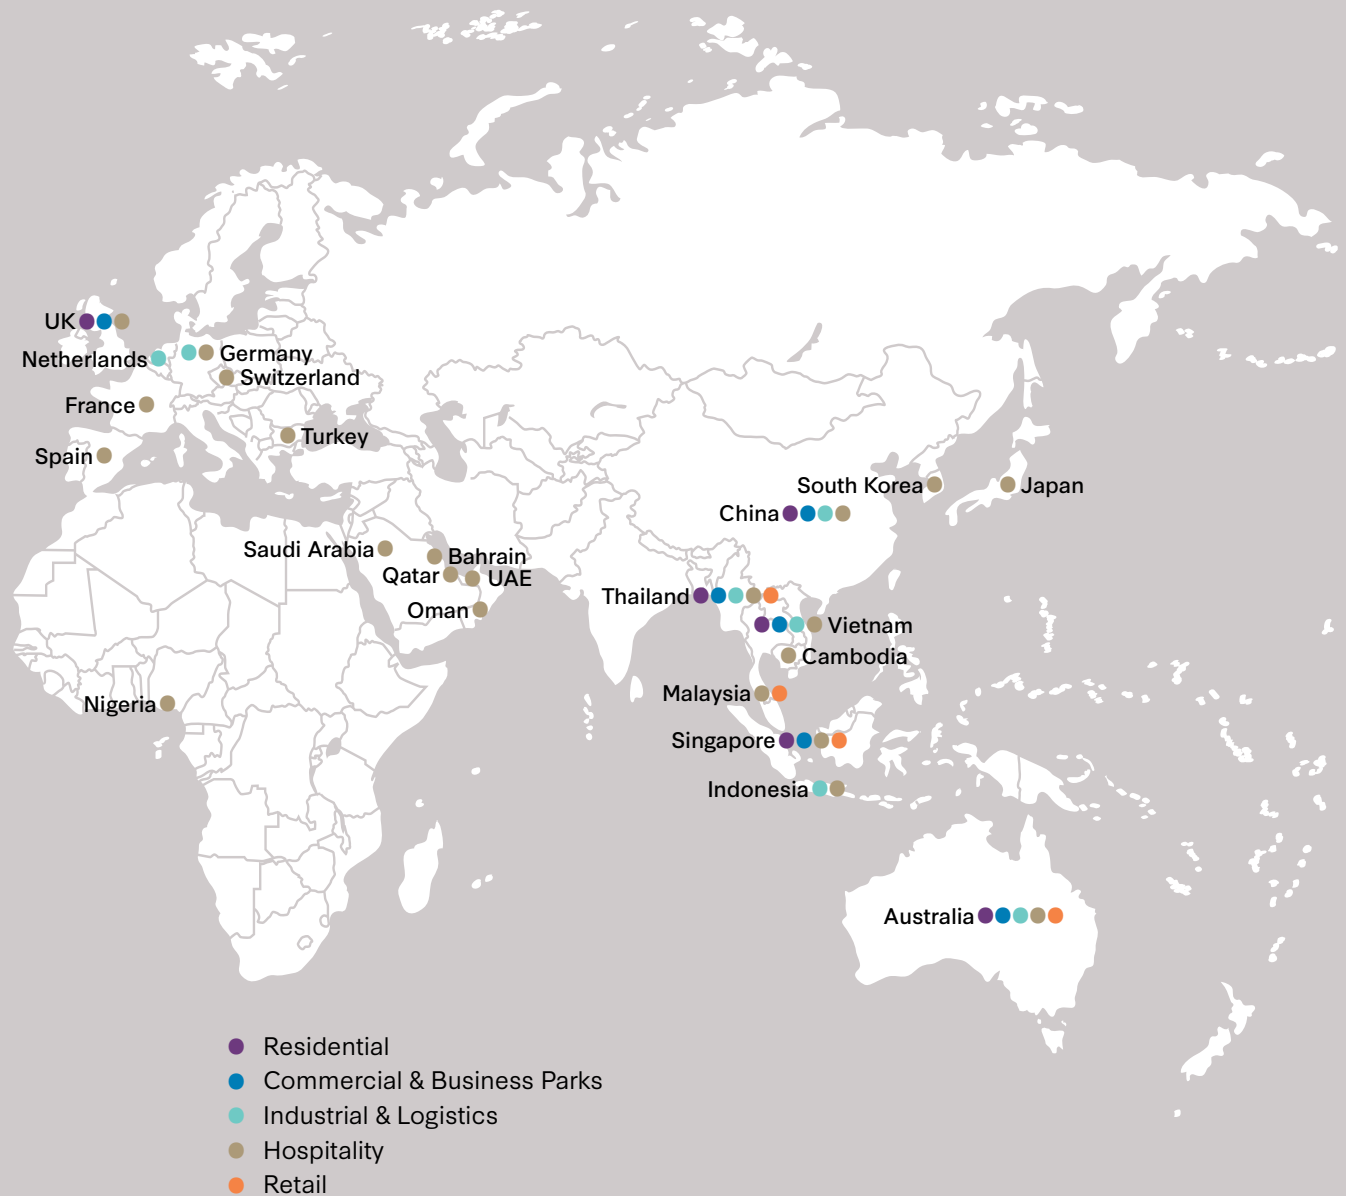 UK
Netherlands
Germany
Switzerland
France
Turkey
Spain
South Korea
Japan
China
Saudi Arabia
Bahrain
Qatar
UAE
Thailand
Oman
Vietnam
Cambodia
Malaysia
Nigeria
Singapore
Indonesia
Australia
Residential
Commercial & Business Parks
Industrial & Logistics
Hospitality
Retail